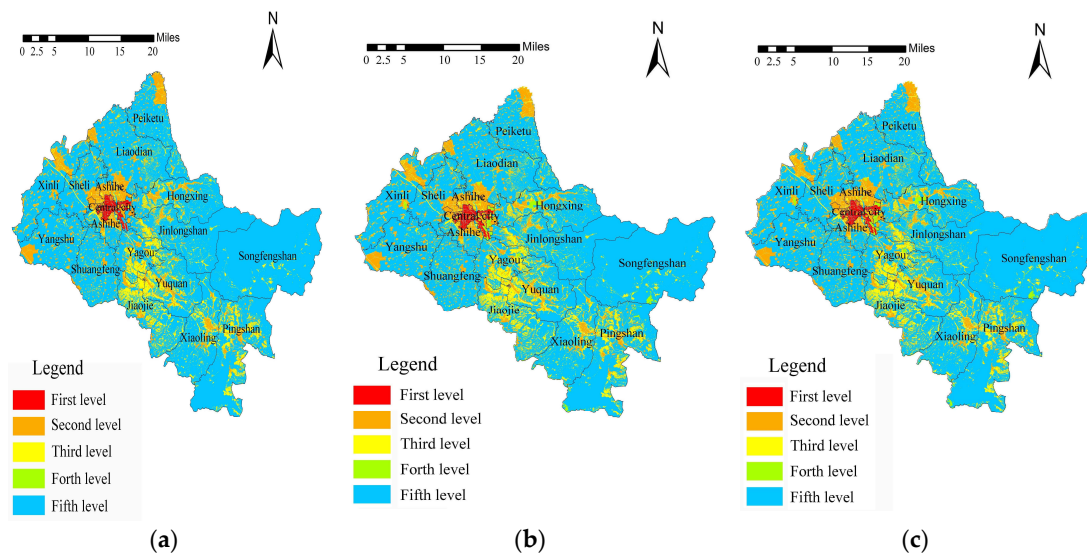 N
Miles
0 2.5 5 10 15 20
Peiketu
Liaodian
Xinli
Sheli
Ashihe
Hongxing
Central city
Ashihe
Yangshu
Jinlongshan
Yagou
Songfengshan
Shuangfeng
Yuquan
Jiaojie
Pingshan
Xiaoling
Legend
First level
Second level
Third level
Forth level
Fifth level
(a)
N
Miles
0 2.5 5 10 15 20
Peiketu
Liaodian
Xinli
Sheli
Ashihe
Hongxing
Central city
Ashihe
Yangshu
Jinlongshan
Yagou
Songfengshan
Shuangfeng
Yuquan
Jiaojie
Pingshan
Xiaoling
Legend
First level
Second level
Third level
Forth level
Fifth level
(b)
N
Miles
0 2.5 5 10 15 20
Peiketu
Liaodian
Xinli
Sheli
Ashihe
Hongxing
Central city
Ashihe
Yangshu
Jinlongshan
Yagou
Songfengshan
Shuangfeng
Yuquan
Jiaojie
Pingshan
Xiaoling
Legend
First level
Second level
Third level
Forth level
Fifth level
(c)